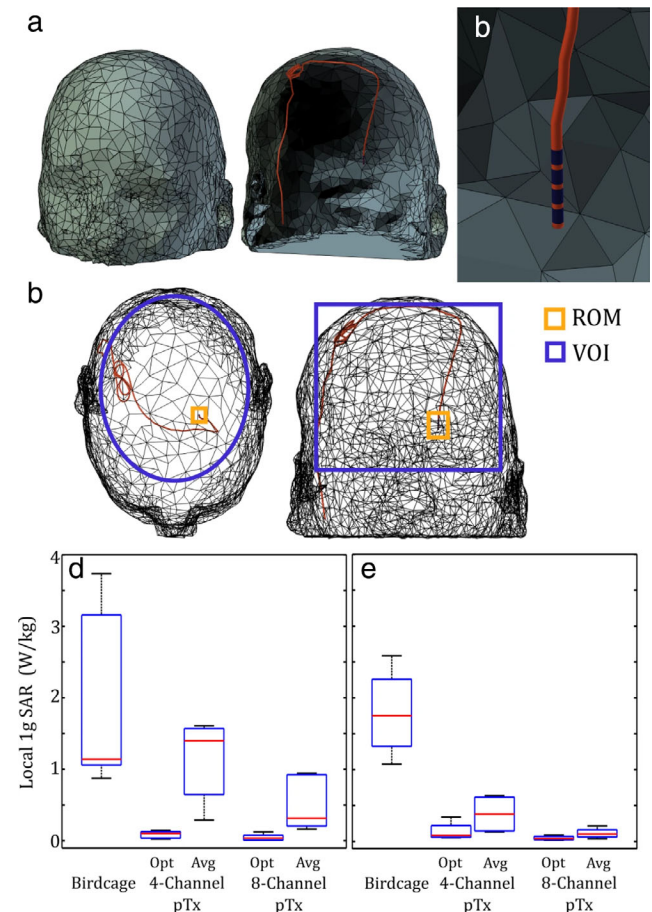 a
b
b
ROM
VOI
d
e
Local 1g SAR (W/kg)
4
3
2
1
0
Opt Avg Opt Avg Opt Avg Opt Avg
Birdcage 4-Channel 8-Channel Birdcage 4-Channel 8-Channel
pTx pTx pTx pTx